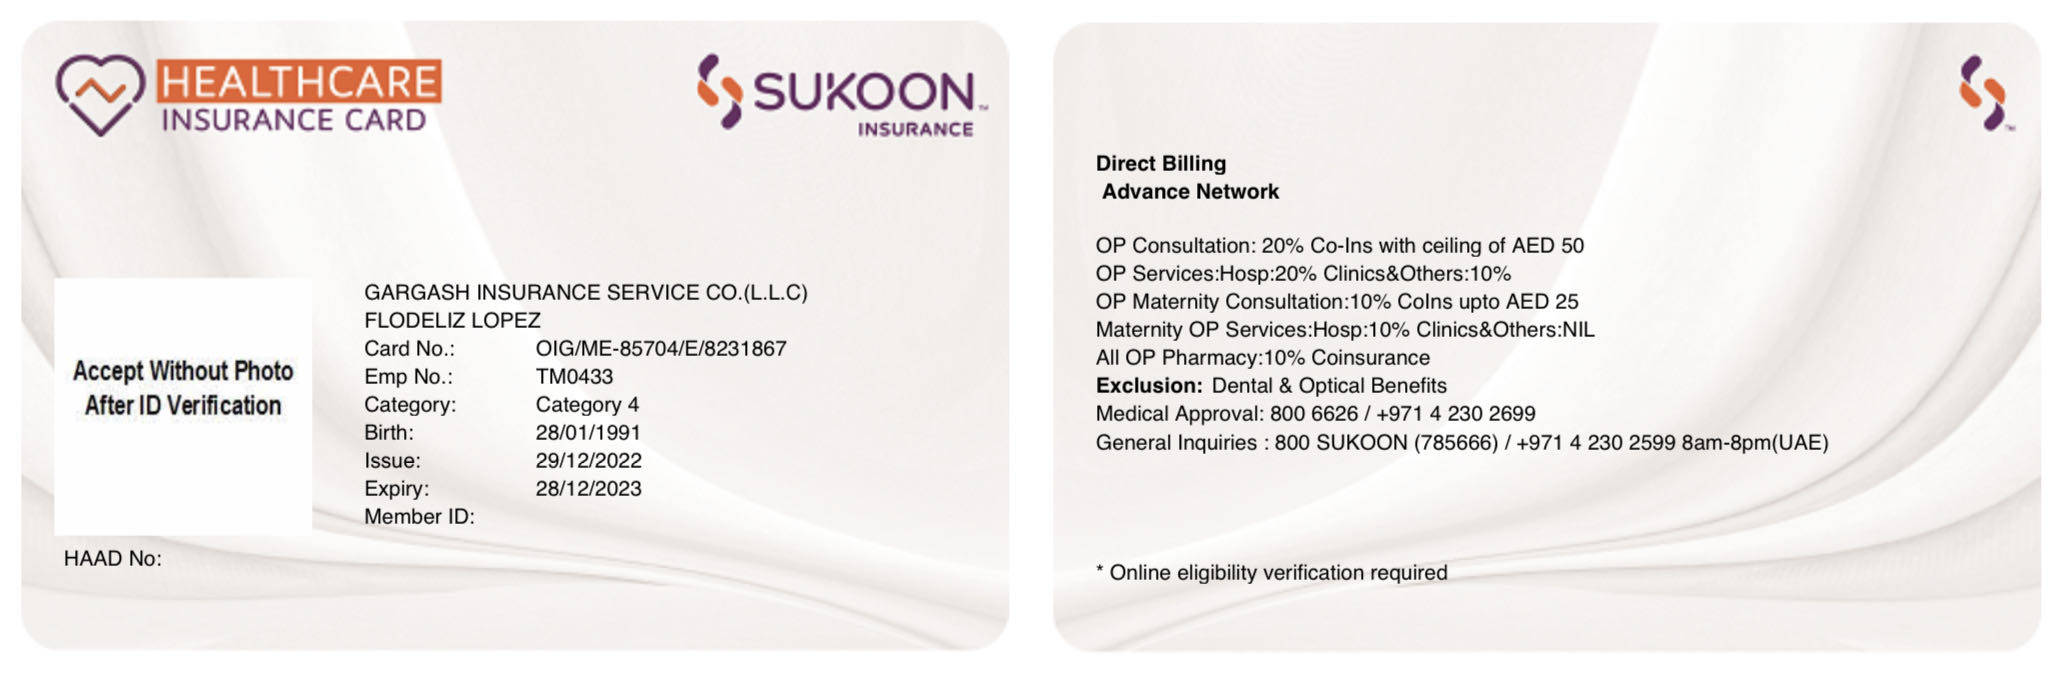 HEALTHCARE
INSURANCE CARD
SUKOON™
INSURANCE
Accept Without Photo
After ID Verification
GARGASH INSURANCE SERVICE CO.(L.L.C)
FLODELIZ LOPEZ
Card No.: OIG/ME-85704/E/8231867
Emp No.: TM0433
Category: Category 4
Birth: 28/01/1991
Issue: 29/12/2022
Expiry: 28/12/2023
Member ID:
HAAD No:
™
Direct Billing
Advance Network
OP Consultation: 20% Co-Ins with ceiling of AED 50
OP Services:Hosp:20% Clinics&Others:10%
OP Maternity Consultation:10% CoIns upto AED 25
Maternity OP Services:Hosp:10% Clinics&Others:NIL
All OP Pharmacy:10% Coinsurance
Exclusion: Dental & Optical Benefits
Medical Approval: 800 6626 / +971 4 230 2699
General Inquiries : 800 SUKOON (785666) / +971 4 230 2599 8am-8pm(UAE)
* Online eligibility verification required